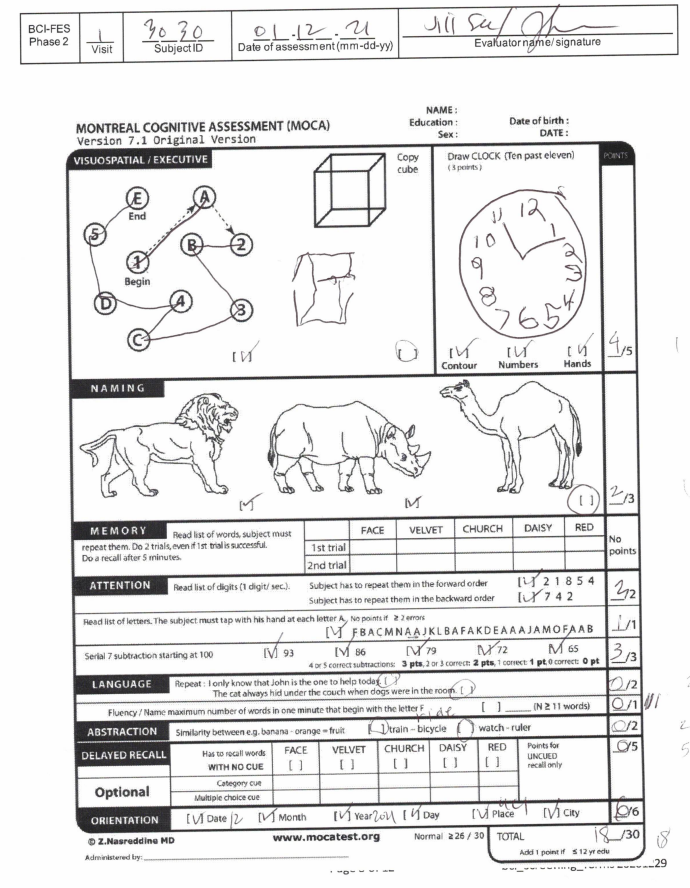 BCI-FES Phase 2
1 Visit
3030 Subject ID
01.12.21 Date of assessment (mm-dd-yy)
Evaluator name/ signature
NAME :
Education :
Sex :
Date of birth :
DATE :
MONTREAL COGNITIVE ASSESSMENT (MOCA)
Version 7.1 Original Version
VISUOSPATIAL / EXECUTIVE
Copy cube
Draw CLOCK (Ten past eleven)
(3 points)
POINTS
E
End
A
5
B
2
1
Begin
D
4
3
C
11 12 1
10 2
9 3
8 4
7 6 5
[✓]
[ ]
[✓] Contour
[✓] Numbers
[✓] Hands
4/5
NAMING
[✓]
[✓]
[ ]
2/3
MEMORY
Read list of words, subject must repeat them. Do 2 trials, even if 1st trial is successful. Do a recall after 5 minutes.
FACE VELVET CHURCH DAISY RED
1st trial
2nd trial
No points
ATTENTION
Read list of digits (1 digit/ sec.).
Subject has to repeat them in the forward order [✓] 2 1 8 5 4
Subject has to repeat them in the backward order [✓] 7 4 2
2/2
Read list of letters. The subject must tap with his hand at each letter A. No points if ≥ 2 errors
[✓] F B A C M N A A J K L B A F A K D E A A A J A M O F A A B
1/1
Serial 7 subtraction starting at 100 [✓] 93 [✓] 86 [✓] 79 [✓] 72 [✓] 65
4 or 5 correct subtractions: 3 pts, 2 or 3 correct: 2 pts, 1 correct: 1 pt, 0 correct: 0 pt
3/3
LANGUAGE
Repeat : I only know that John is the one to help today. [ ]
The cat always hid under the couch when dogs were in the room. [ ]
0/2
Fluency / Name maximum number of words in one minute that begin with the letter F [ ] ____ (N ≥ 11 words)
0/1
ABSTRACTION
Similarity between e.g. banana - orange = fruit [ ] train – bicycle [ ] watch - ruler
0/2
DELAYED RECALL
Has to recall words
WITH NO CUE
FACE VELVET CHURCH DAISY RED
[ ] [ ] [ ] [ ] [ ]
Points for UNCUED recall only
0/5
Optional
Category cue
Multiple choice cue
ORIENTATION
[✓] Date 12 [✓] Month [✓] Year 2021 [✓] Day [✓] Place [✓] City
6/6
© Z.Nasreddine MD
www.mocatest.org
Normal ≥ 26 / 30
TOTAL
18/30
18
Add 1 point if ≤ 12 yr edu
Administered by: